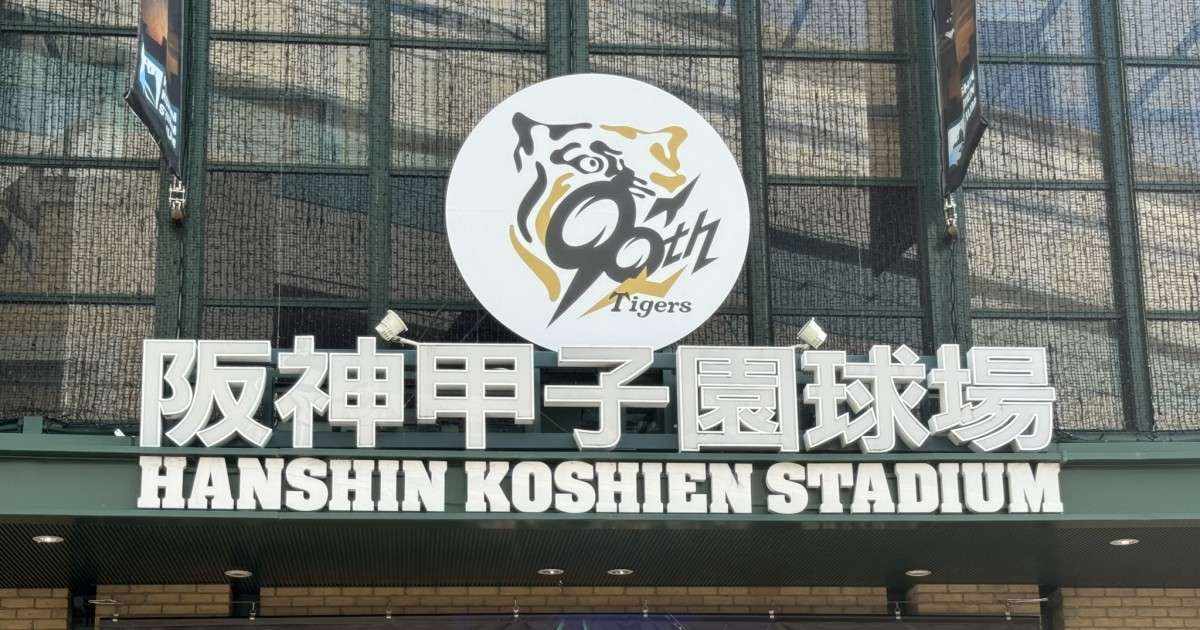 90th
Tigers
阪神甲子園球場
HANSHIN KOSHIEN STADIUM